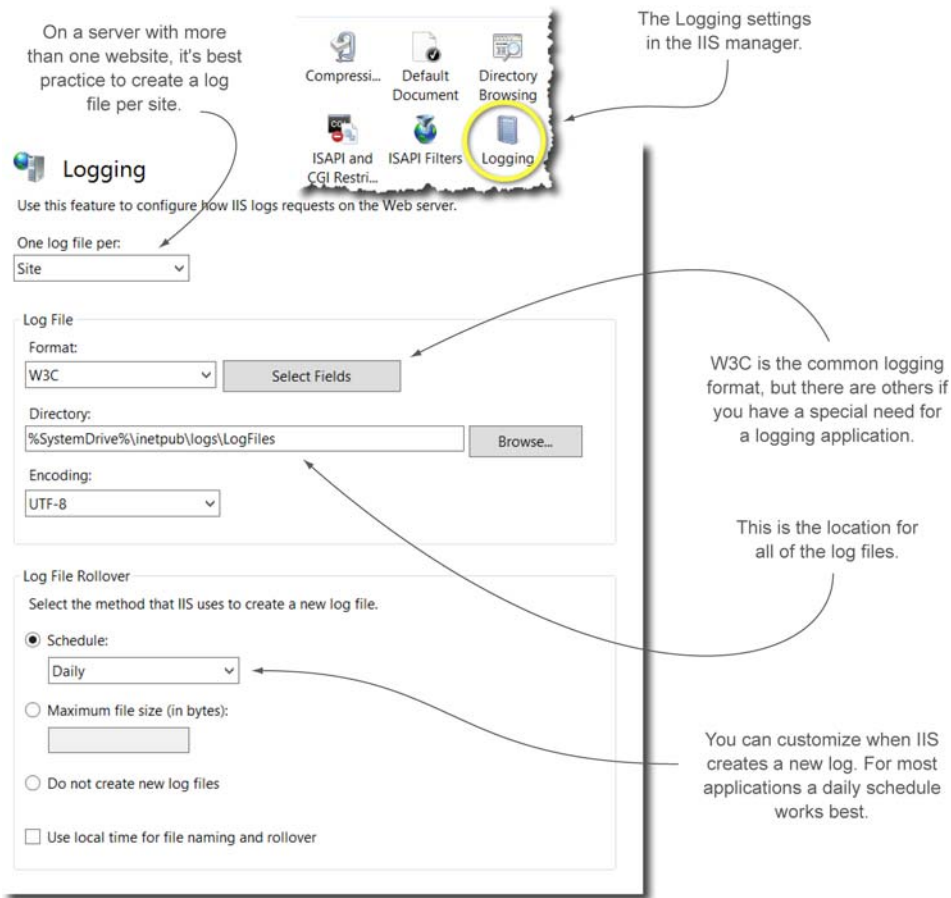 On a server with more
than one website, it's best
practice to create a log
file per site.
Compressi...
Default
Document
Directory
Browsing
ISAPI and
CGI Restri...
ISAPI Filters
Logging
The Logging settings
in the IIS manager.
Logging
Use this feature to configure how IIS logs requests on the Web server.
One log file per:
Site
Log File
Format:
W3C
Select Fields
Directory:
%SystemDrive%\inetpub\logs\LogFiles
Browse...
Encoding:
UTF-8
W3C is the common logging
format, but there are others if
you have a special need for
a logging application.
This is the location for
all of the log files.
Log File Rollover
Select the method that IIS uses to create a new log file.
Schedule:
Daily
Maximum file size (in bytes):
Do not create new log files
Use local time for file naming and rollover
You can customize when IIS
creates a new log. For most
applications a daily schedule
works best.